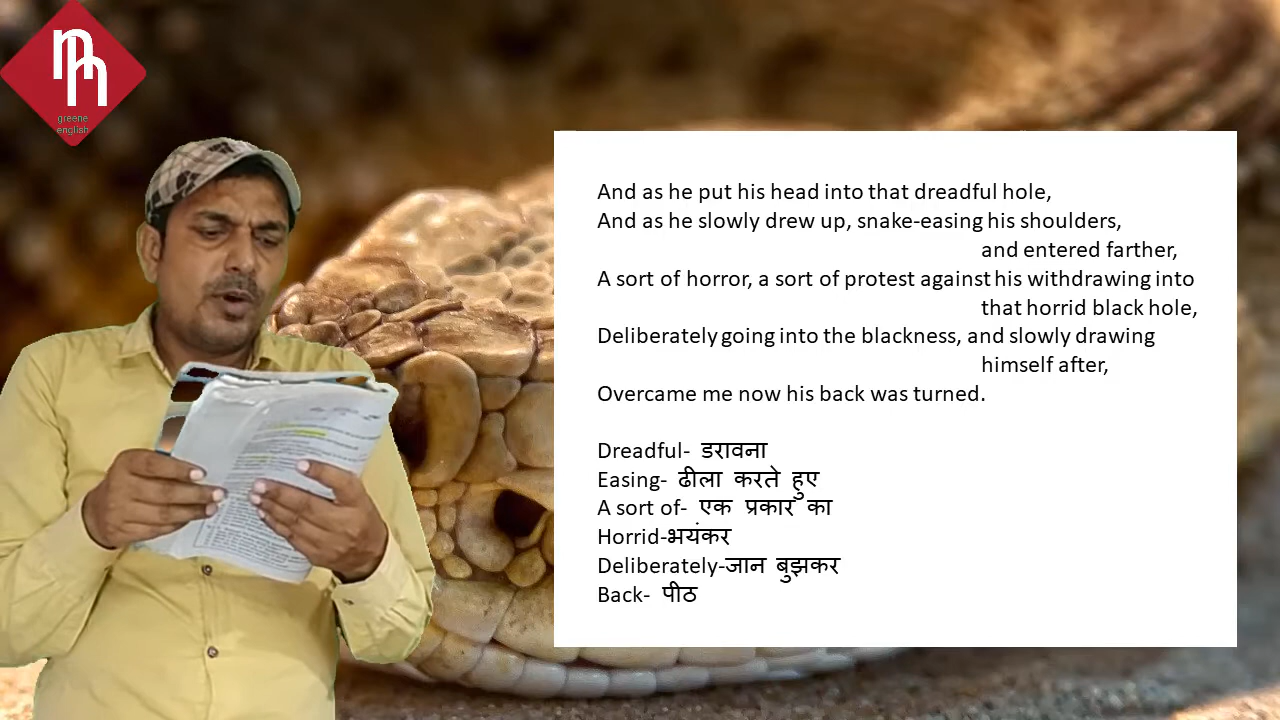 greene
english
And as he put his head into that dreadful hole,
And as he slowly drew up, snake-easing his shoulders,
and entered farther,
A sort of horror, a sort of protest against his withdrawing into
that horrid black hole,
Deliberately going into the blackness, and slowly drawing
himself after,
Overcame me now his back was turned.
Dreadful- डरावना
Easing- ढीला करते हुए
A sort of- एक प्रकार का
Horrid-भयंकर
Deliberately-जान बुझकर
Back- पीठ